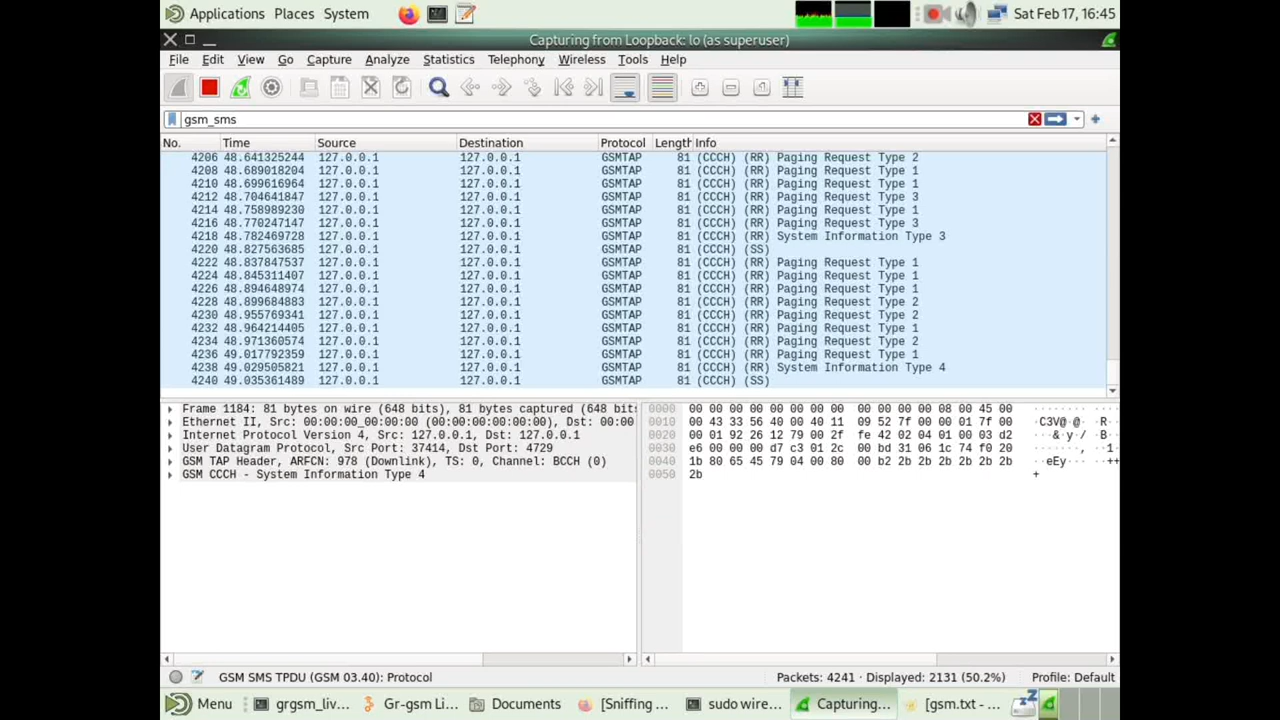 Applications Places System
Sat Feb 17, 16:45
Capturing from Loopback: lo (as superuser)
File Edit View Go Capture Analyze Statistics Telephony Wireless Tools Help
gsm_sms
No. Time Source Destination Protocol Length Info
4206 48.641325244 127.0.0.1 127.0.0.1 GSMTAP 81 (CCCH) (RR) Paging Request Type 2
4208 48.689018204 127.0.0.1 127.0.0.1 GSMTAP 81 (CCCH) (RR) Paging Request Type 1
4210 48.699616964 127.0.0.1 127.0.0.1 GSMTAP 81 (CCCH) (RR) Paging Request Type 1
4212 48.704641847 127.0.0.1 127.0.0.1 GSMTAP 81 (CCCH) (RR) Paging Request Type 3
4214 48.758989230 127.0.0.1 127.0.0.1 GSMTAP 81 (CCCH) (RR) Paging Request Type 1
4216 48.770247147 127.0.0.1 127.0.0.1 GSMTAP 81 (CCCH) (RR) Paging Request Type 3
4218 48.782469728 127.0.0.1 127.0.0.1 GSMTAP 81 (CCCH) (RR) System Information Type 3
4220 48.827563685 127.0.0.1 127.0.0.1 GSMTAP 81 (CCCH) (SS)
4222 48.837847537 127.0.0.1 127.0.0.1 GSMTAP 81 (CCCH) (RR) Paging Request Type 1
4224 48.845311407 127.0.0.1 127.0.0.1 GSMTAP 81 (CCCH) (RR) Paging Request Type 1
4226 48.894648974 127.0.0.1 127.0.0.1 GSMTAP 81 (CCCH) (RR) Paging Request Type 1
4228 48.899684883 127.0.0.1 127.0.0.1 GSMTAP 81 (CCCH) (RR) Paging Request Type 2
4230 48.955769341 127.0.0.1 127.0.0.1 GSMTAP 81 (CCCH) (RR) Paging Request Type 2
4232 48.964214405 127.0.0.1 127.0.0.1 GSMTAP 81 (CCCH) (RR) Paging Request Type 1
4234 48.971360574 127.0.0.1 127.0.0.1 GSMTAP 81 (CCCH) (RR) Paging Request Type 2
4236 49.017792359 127.0.0.1 127.0.0.1 GSMTAP 81 (CCCH) (RR) Paging Request Type 1
4238 49.029505821 127.0.0.1 127.0.0.1 GSMTAP 81 (CCCH) (RR) System Information Type 4
4240 49.035361489 127.0.0.1 127.0.0.1 GSMTAP 81 (CCCH) (SS)
Frame 1184: 81 bytes on wire (648 bits), 81 bytes captured (648 bits
Ethernet II, Src: 00:00:00_00:00:00 (00:00:00:00:00:00), Dst: 00:00
Internet Protocol Version 4, Src: 127.0.0.1, Dst: 127.0.0.1
User Datagram Protocol, Src Port: 37414, Dst Port: 4729
GSM TAP Header, ARFCN: 978 (Downlink), TS: 0, Channel: BCCH (0)
GSM CCCH - System Information Type 4
0000 00 00 00 00 00 00 00 00 00 00 00 00 08 00 45 00
0010 00 43 33 56 40 00 40 11 09 52 7f 00 00 01 7f 00 ·C3V@·@· ·R······
0020 00 01 92 26 12 79 00 2f fe 42 02 04 01 00 03 d2 ···&·y·/ ·B······
0030 e6 00 00 00 d7 c3 01 2c 00 bd 31 06 1c 74 f0 20 ·······, ··1··t·
0040 1b 80 65 45 79 04 00 80 00 b2 2b 2b 2b 2b 2b 2b ··eEy··· ··++
0050 2b +
GSM SMS TPDU (GSM 03.40): Protocol
Packets: 4241 · Displayed: 2131 (50.2%)
Profile: Default
Menu
grgsm_liv...
Gr-gsm Li...
Documents
[Sniffing ...
sudo wire...
Capturing...
[gsm.txt - ...